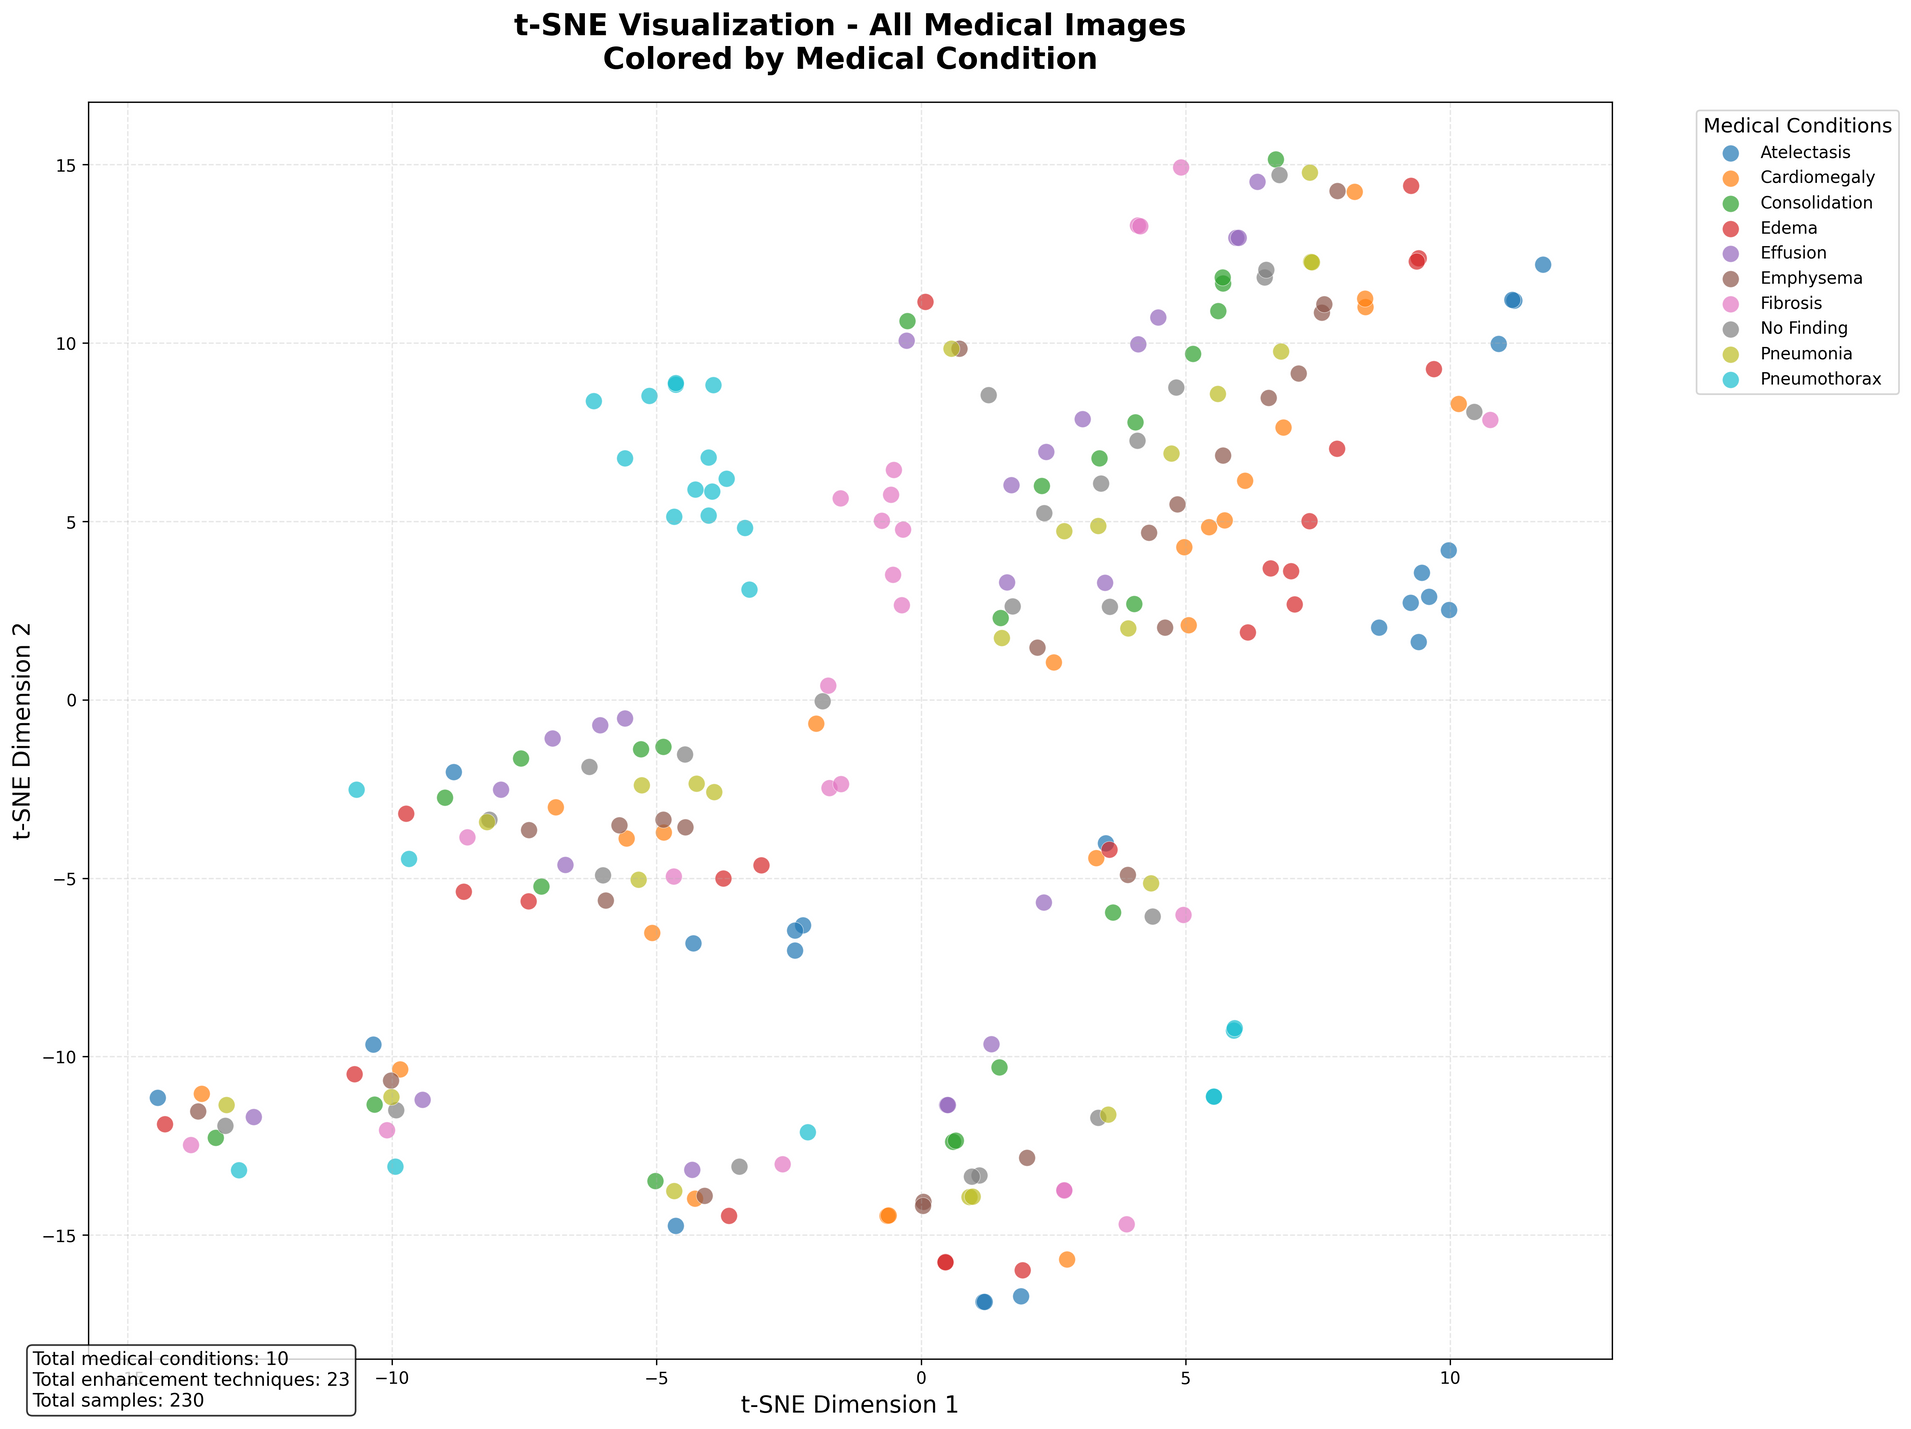 t-SNE Visualization - All Medical Images
Colored by Medical Condition
Medical Conditions
Atelectasis
Cardiomegaly
Consolidation
Edema
Effusion
Emphysema
Fibrosis
No Finding
Pneumonia
Pneumothorax
t-SNE Dimension 2
15
10
5
0
−5
−10
−15
−10
−5
0
5
10
t-SNE Dimension 1
Total medical conditions: 10
Total enhancement techniques: 23
Total samples: 230